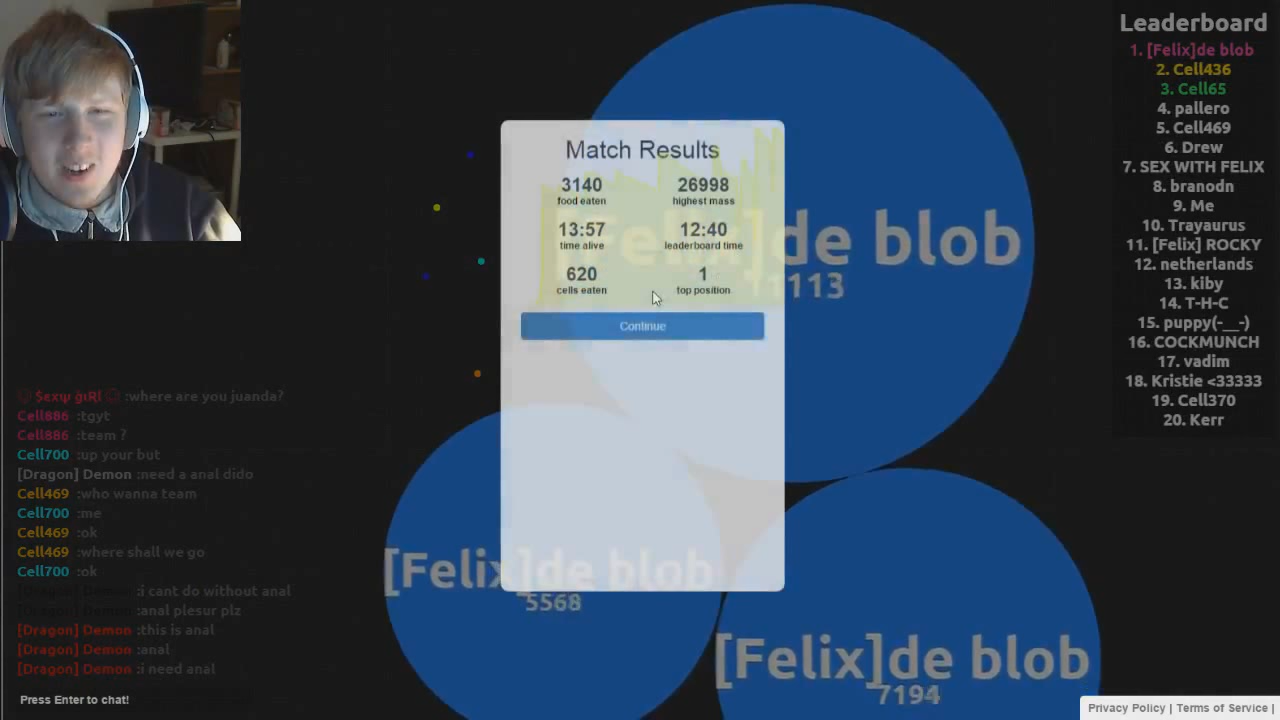 Match Results
3140 26998
food eaten highest mass
13:57 12:40
time alive leaderboard time
620 1
cells eaten top position
Continue
[Felix]de blob
11113
[Felix]de blob
5568
[Felix]de blob
7194
Leaderboard
1. [Felix]de blob
2. Cell436
3. Cell65
4. pallero
5. Cell469
6. Drew
7. SEX WITH FELIX
8. branodn
9. Me
10. Trayaurus
11. [Felix] ROCKY
12. netherlands
13. kiby
14. T-H-C
15. puppy(-__-)
16. COCKMUNCH
17. vadim
18. Kristie <33333
19. Cell370
20. Kerr
☺ $εxιψ ğιRl ☺ :where are you juanda?
Cell886 :tgyt
Cell886 :team ?
Cell700 :up your but
[Dragon] Demon :need a anal dido
Cell469 :who wanna team
Cell700 :me
Cell469 :ok
Cell469 :where shall we go
Cell700 :ok
[Dragon] Demon :i cant do without anal
[Dragon] Demon :anal plesur plz
[Dragon] Demon :this is anal
[Dragon] Demon :anal
[Dragon] Demon :i need anal
Press Enter to chat!
Privacy Policy | Terms of Service |